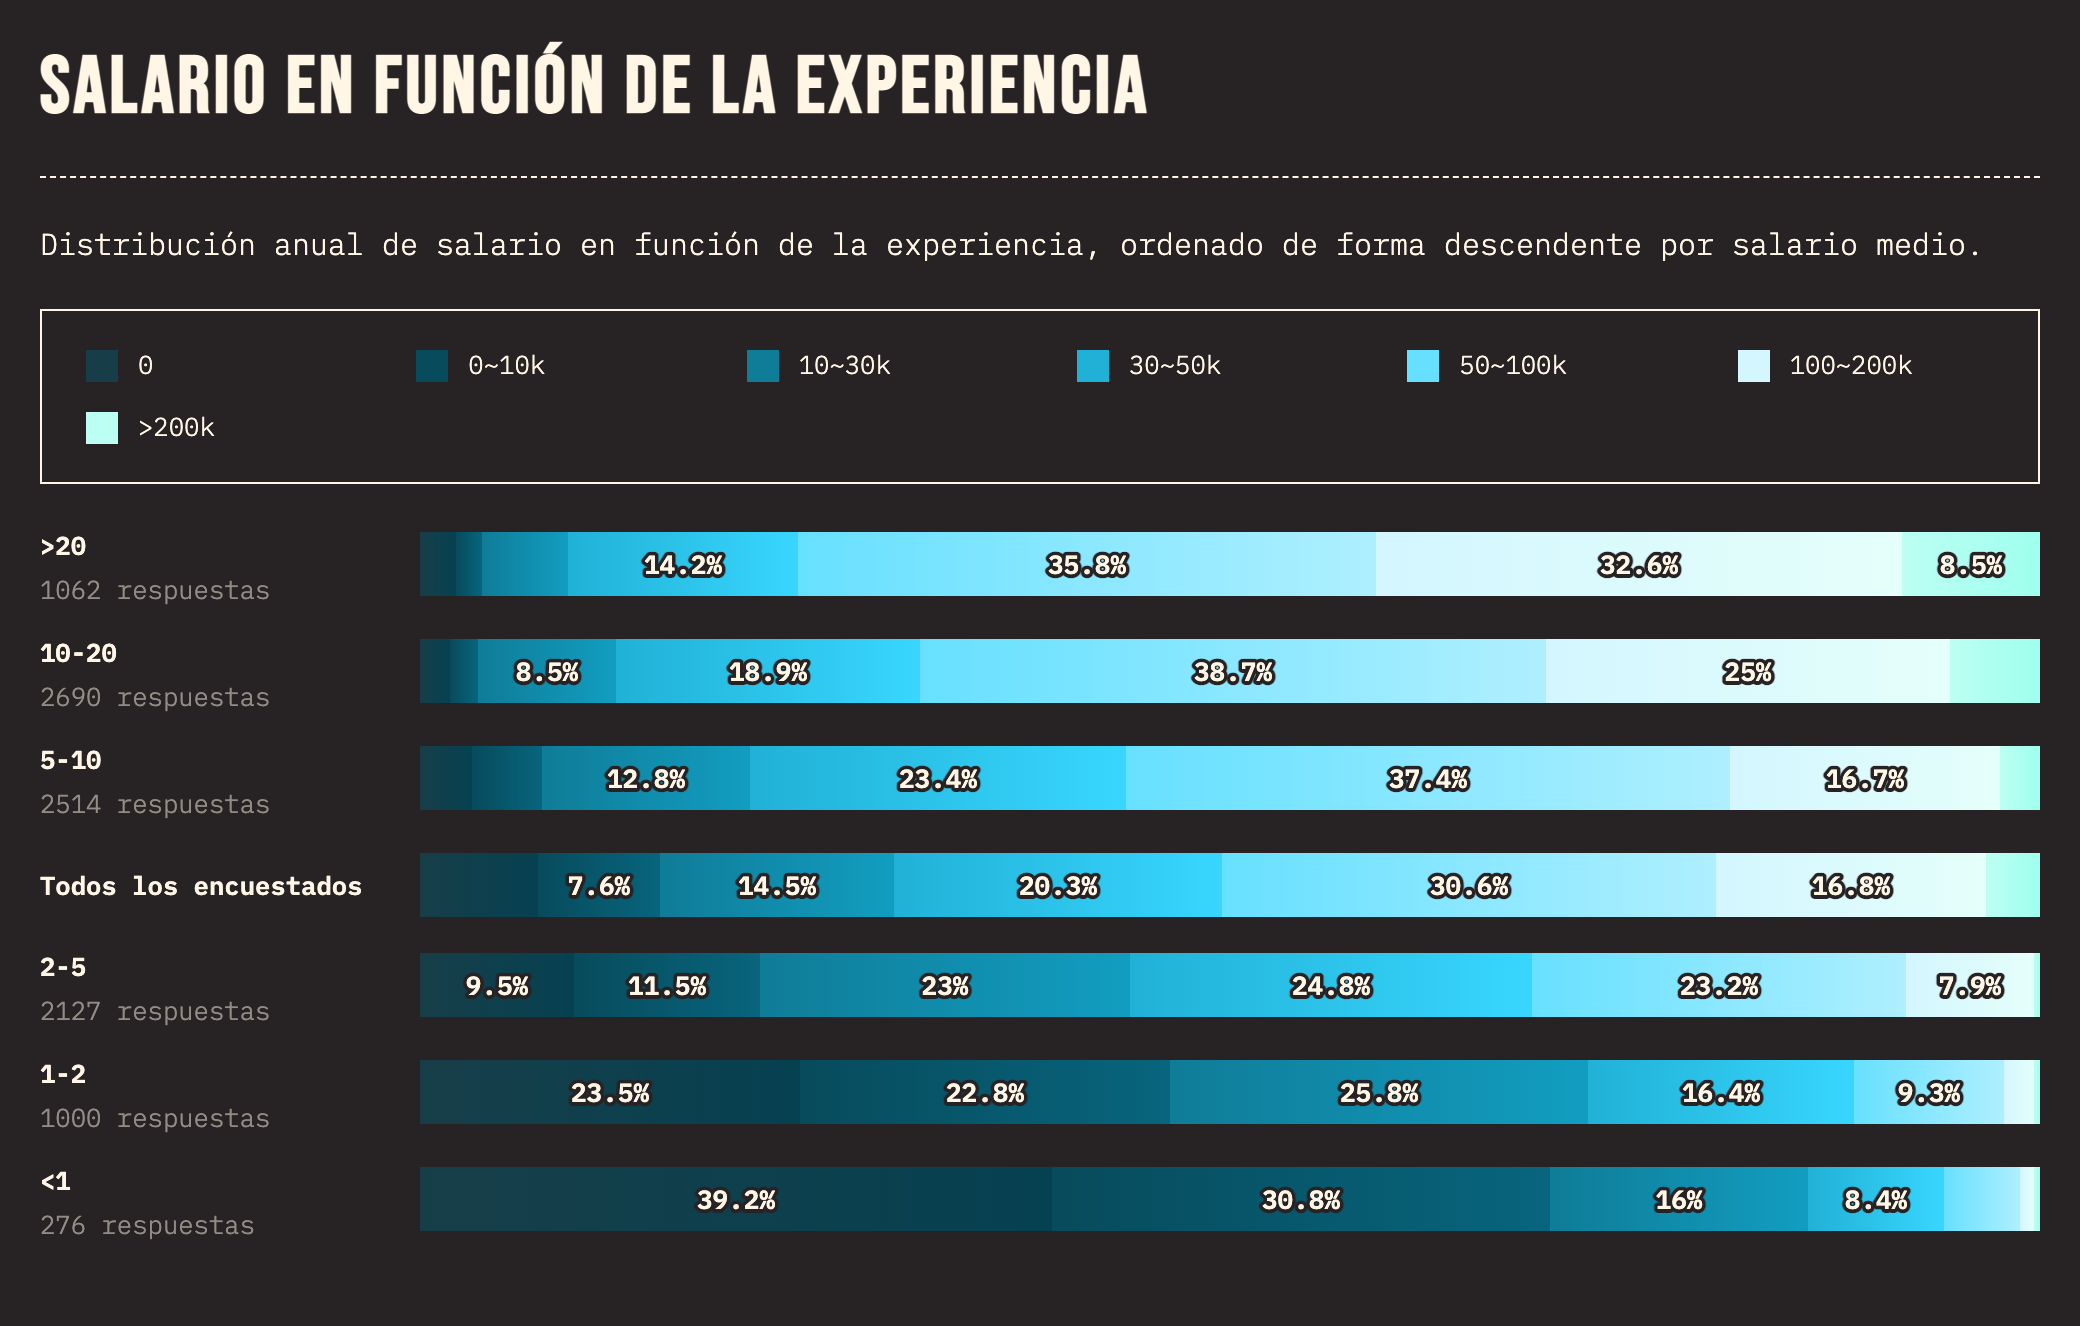 SALARIO EN FUNCIÓN DE LA EXPERIENCIA
Distribución anual de salario en función de la experiencia, ordenado de forma descendente por salario medio.
0 0~10k 10~30k 30~50k 50~100k 100~200k
>200k
>20
1062 respuestas
14.2% 35.8% 32.6% 8.5%
10-20
2690 respuestas
8.5% 18.9% 38.7% 25%
5-10
2514 respuestas
12.8% 23.4% 37.4% 16.7%
Todos los encuestados
7.6% 14.5% 20.3% 30.6% 16.8%
2-5
2127 respuestas
9.5% 11.5% 23% 24.8% 23.2% 7.9%
1-2
1000 respuestas
23.5% 22.8% 25.8% 16.4% 9.3%
<1
276 respuestas
39.2% 30.8% 16% 8.4%